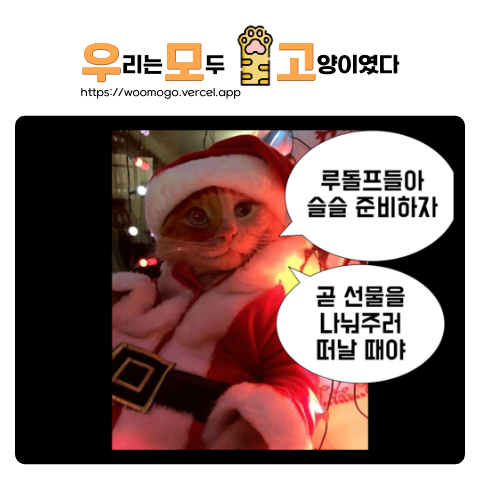 우리는모두 고양이였다
https://woomogo.vercel.app
루돌프들아
슬슬 준비하자
곧 선물을
나눠주러
떠날 때야